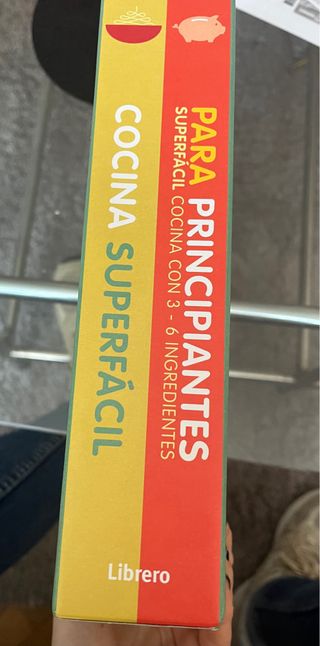 PARA PRINCIPIANTES
SUPERFÁCIL COCINA CON 3 - 6 INGREDIENTES
COCINA SUPERFÁCIL
Librero